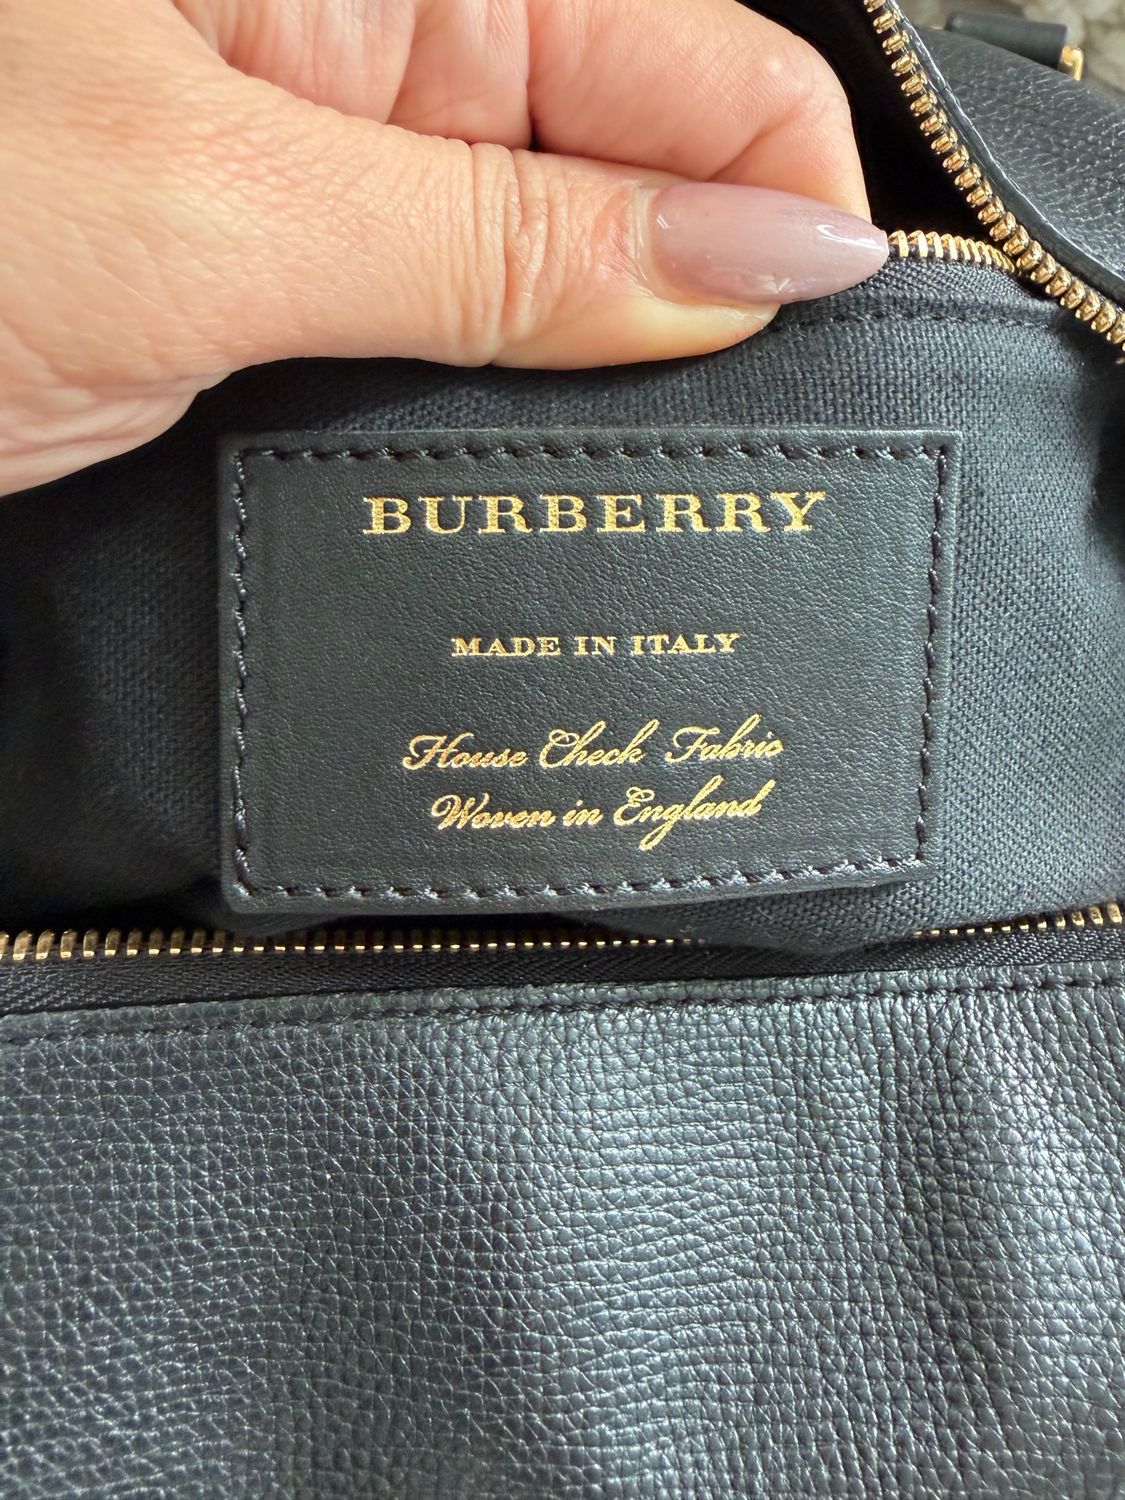 BURBERRY
MADE IN ITALY
House Check Fabric
Woven in England